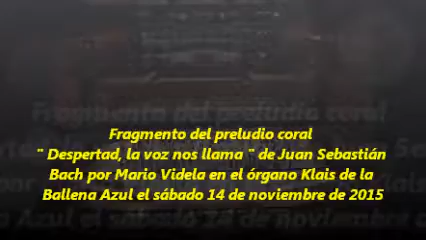 Fragmento del preludio coral
¨ Despertad, la voz nos llama ¨ de Juan Sebastián
Bach por Mario Videla en el órgano Klais de la
Ballena Azul el sábado 14 de noviembre de 2015